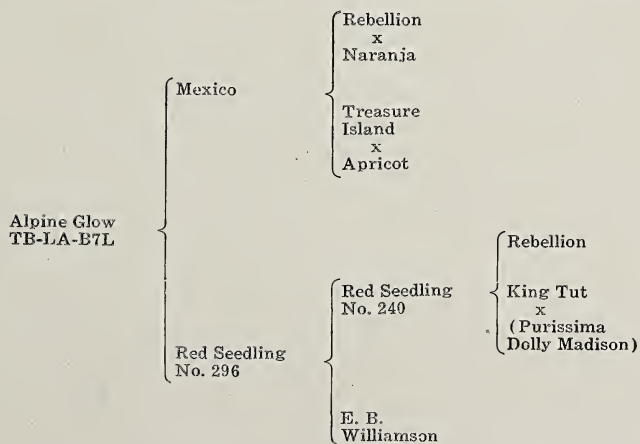 Rebellion
x
Naranja
Mexico
Treasure
Island
x
Apricot
Alpine Glow
TB-LA-B7L
Rebellion
Red Seedling
No. 240
King Tut
x
(Purissima
Dolly Madison)
Red Seedling
No. 296
E. B.
Williamson